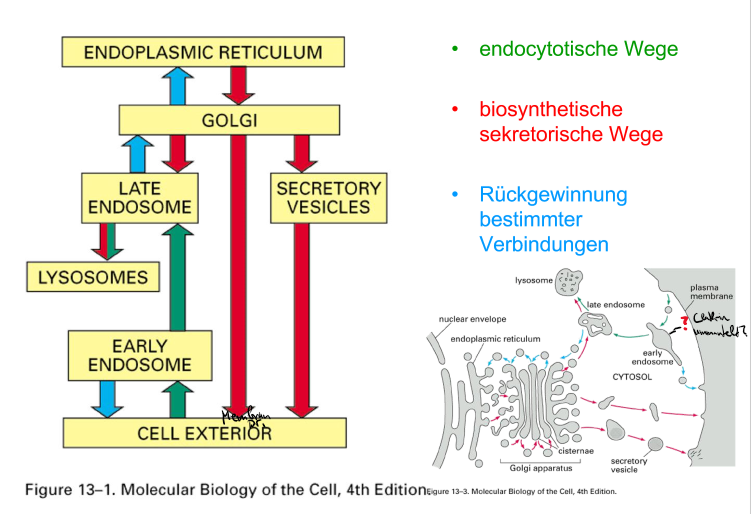 ENDOPLASMIC RETICULUM
GOLGI
LATE
ENDOSOME
SECRETORY
VESICLES
LYSOSOMES
EARLY
ENDOSOME
CELL EXTERIOR
Figure 13–1. Molecular Biology of the Cell, 4th Edition.
• endocytotische Wege
• biosynthetische
sekretorische Wege
• Rückgewinnung
bestimmter
Verbindungen
lysosome
late endosome
plasma
membrane
?
nuclear envelope
endoplasmic reticulum
early
endosome
CYTOSOL
cisternae
Golgi apparatus
secretory
vesicle
Figure 13–3. Molecular Biology of the Cell, 4th Edition.